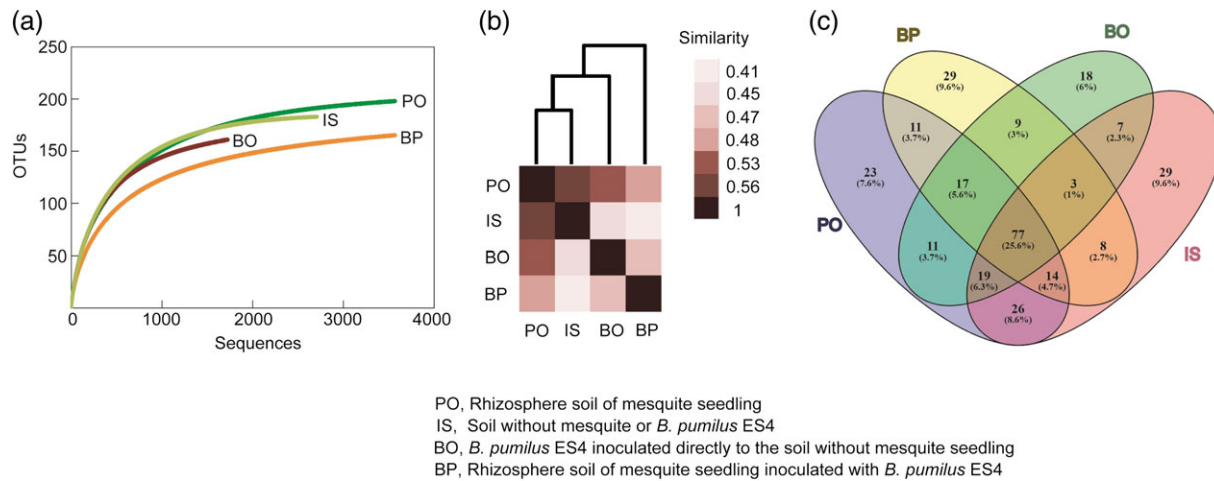 (a)
250
200
150
100
50
OTUs
0
1000
2000
3000
4000
Sequences
PO
IS
BO
BP
(b)
Similarity
0.41
0.45
0.47
0.48
0.53
0.56
1
PO
IS
BO
BP
PO IS BO BP
(c)
BP
BO
PO
IS
29
(9.6%)
18
(6%)
11
(3.7%)
9
(3%)
7
(2.3%)
23
(7.6%)
17
(5.6%)
3
(1%)
29
(9.6%)
77
(25.6%)
11
(3.7%)
8
(2.7%)
19
(6.3%)
14
(4.7%)
26
(8.6%)
PO, Rhizosphere soil of mesquite seedling
IS, Soil without mesquite or B. pumilus ES4
BO, B. pumilus ES4 inoculated directly to the soil without mesquite seedling
BP, Rhizosphere soil of mesquite seedling inoculated with B. pumilus ES4